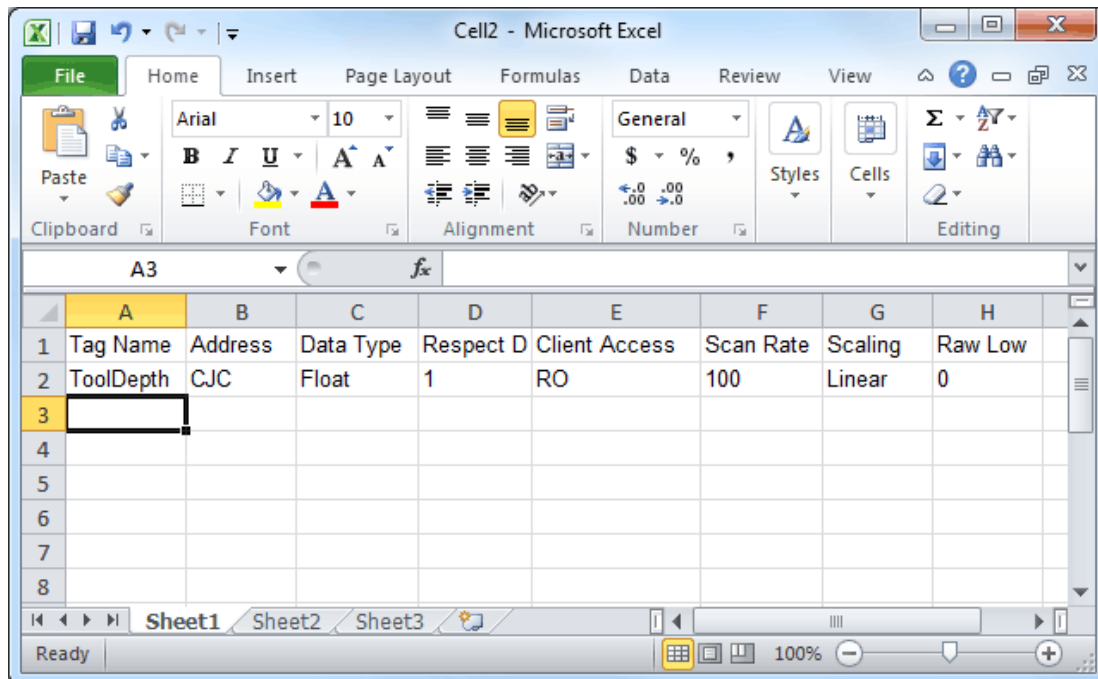 Cell2 - Microsoft Excel
File Home Insert Page Layout Formulas Data Review View
Arial 10 General
B I U A A $ % ,
Paste Styles Cells
Clipboard Font Alignment Number Editing
A3 fx
A B C D E F G H
1 Tag Name Address Data Type Respect D Client Access Scan Rate Scaling Raw Low
2 ToolDepth CJC Float 1 RO 100 Linear 0
3
4
5
6
7
8
Sheet1 Sheet2 Sheet3
Ready 100%